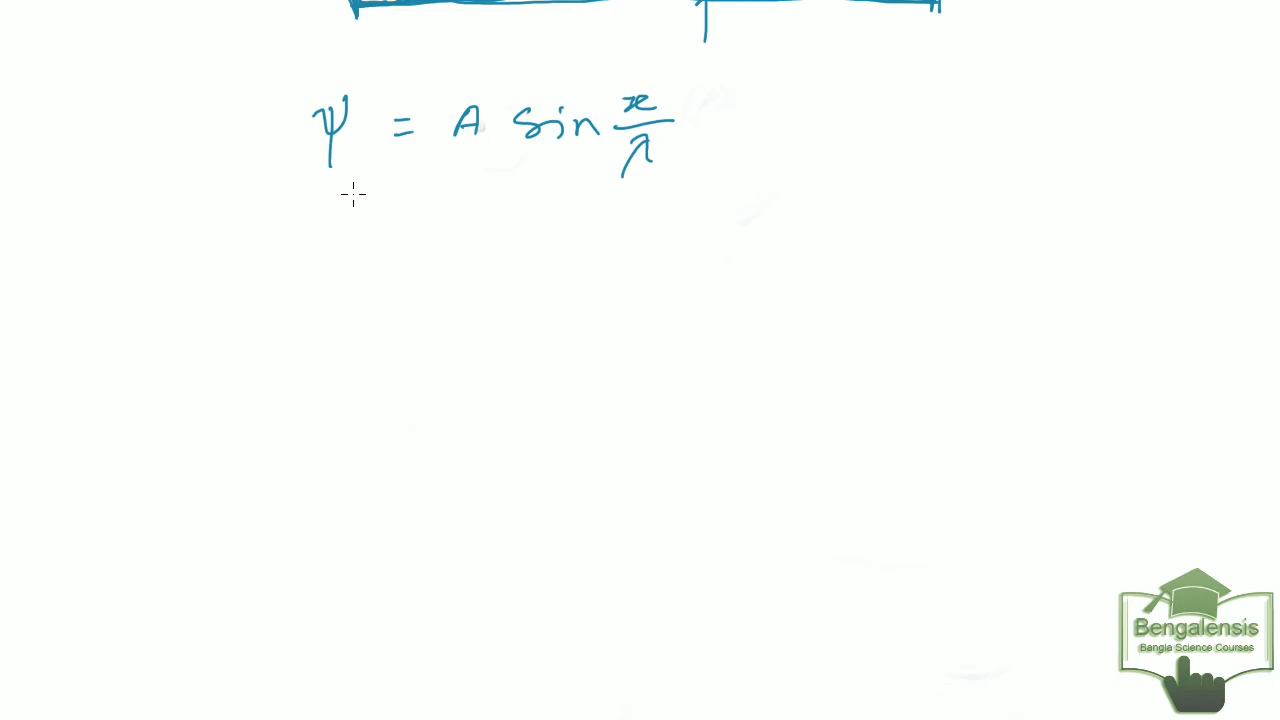 ψ = A sin x/λ
Bengalensis
Bangla Science Courses